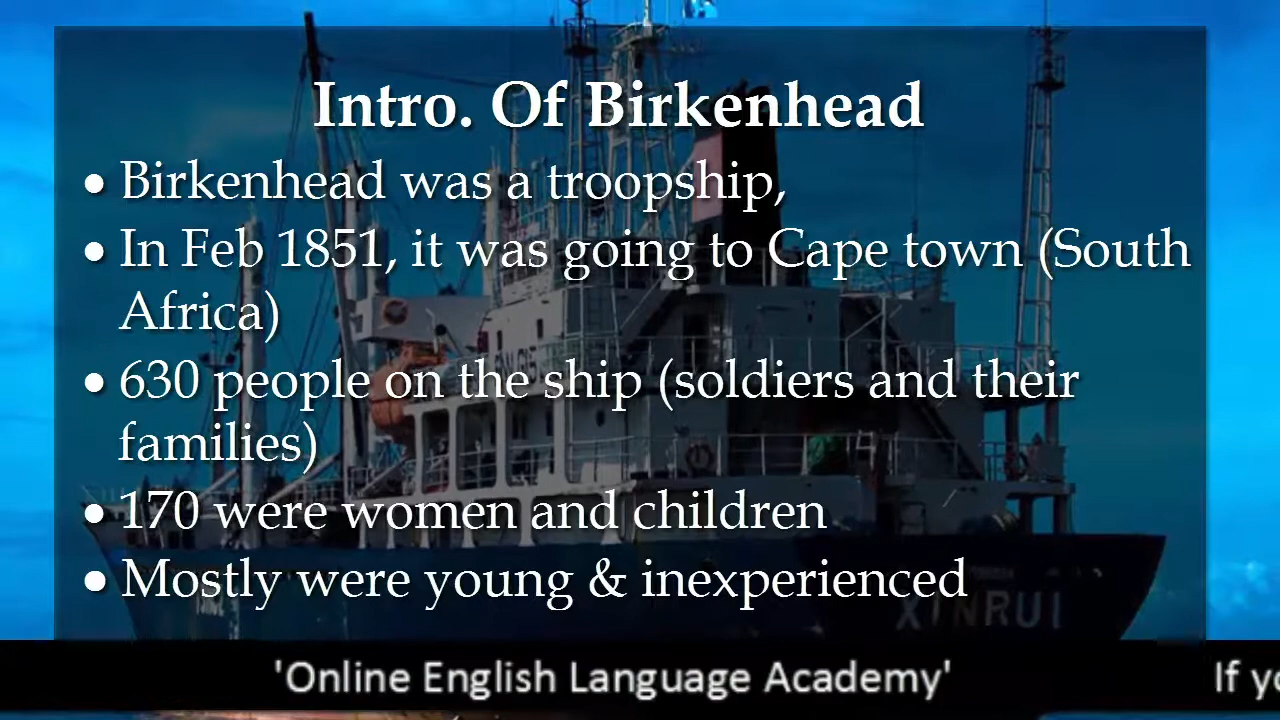 Intro. Of Birkenhead
• Birkenhead was a troopship,
• In Feb 1851, it was going to Cape town (South
Africa)
• 630 people on the ship (soldiers and their
families)
• 170 were women and children
• Mostly were young & inexperienced
XINRUI
'Online English Language Academy'
If yo